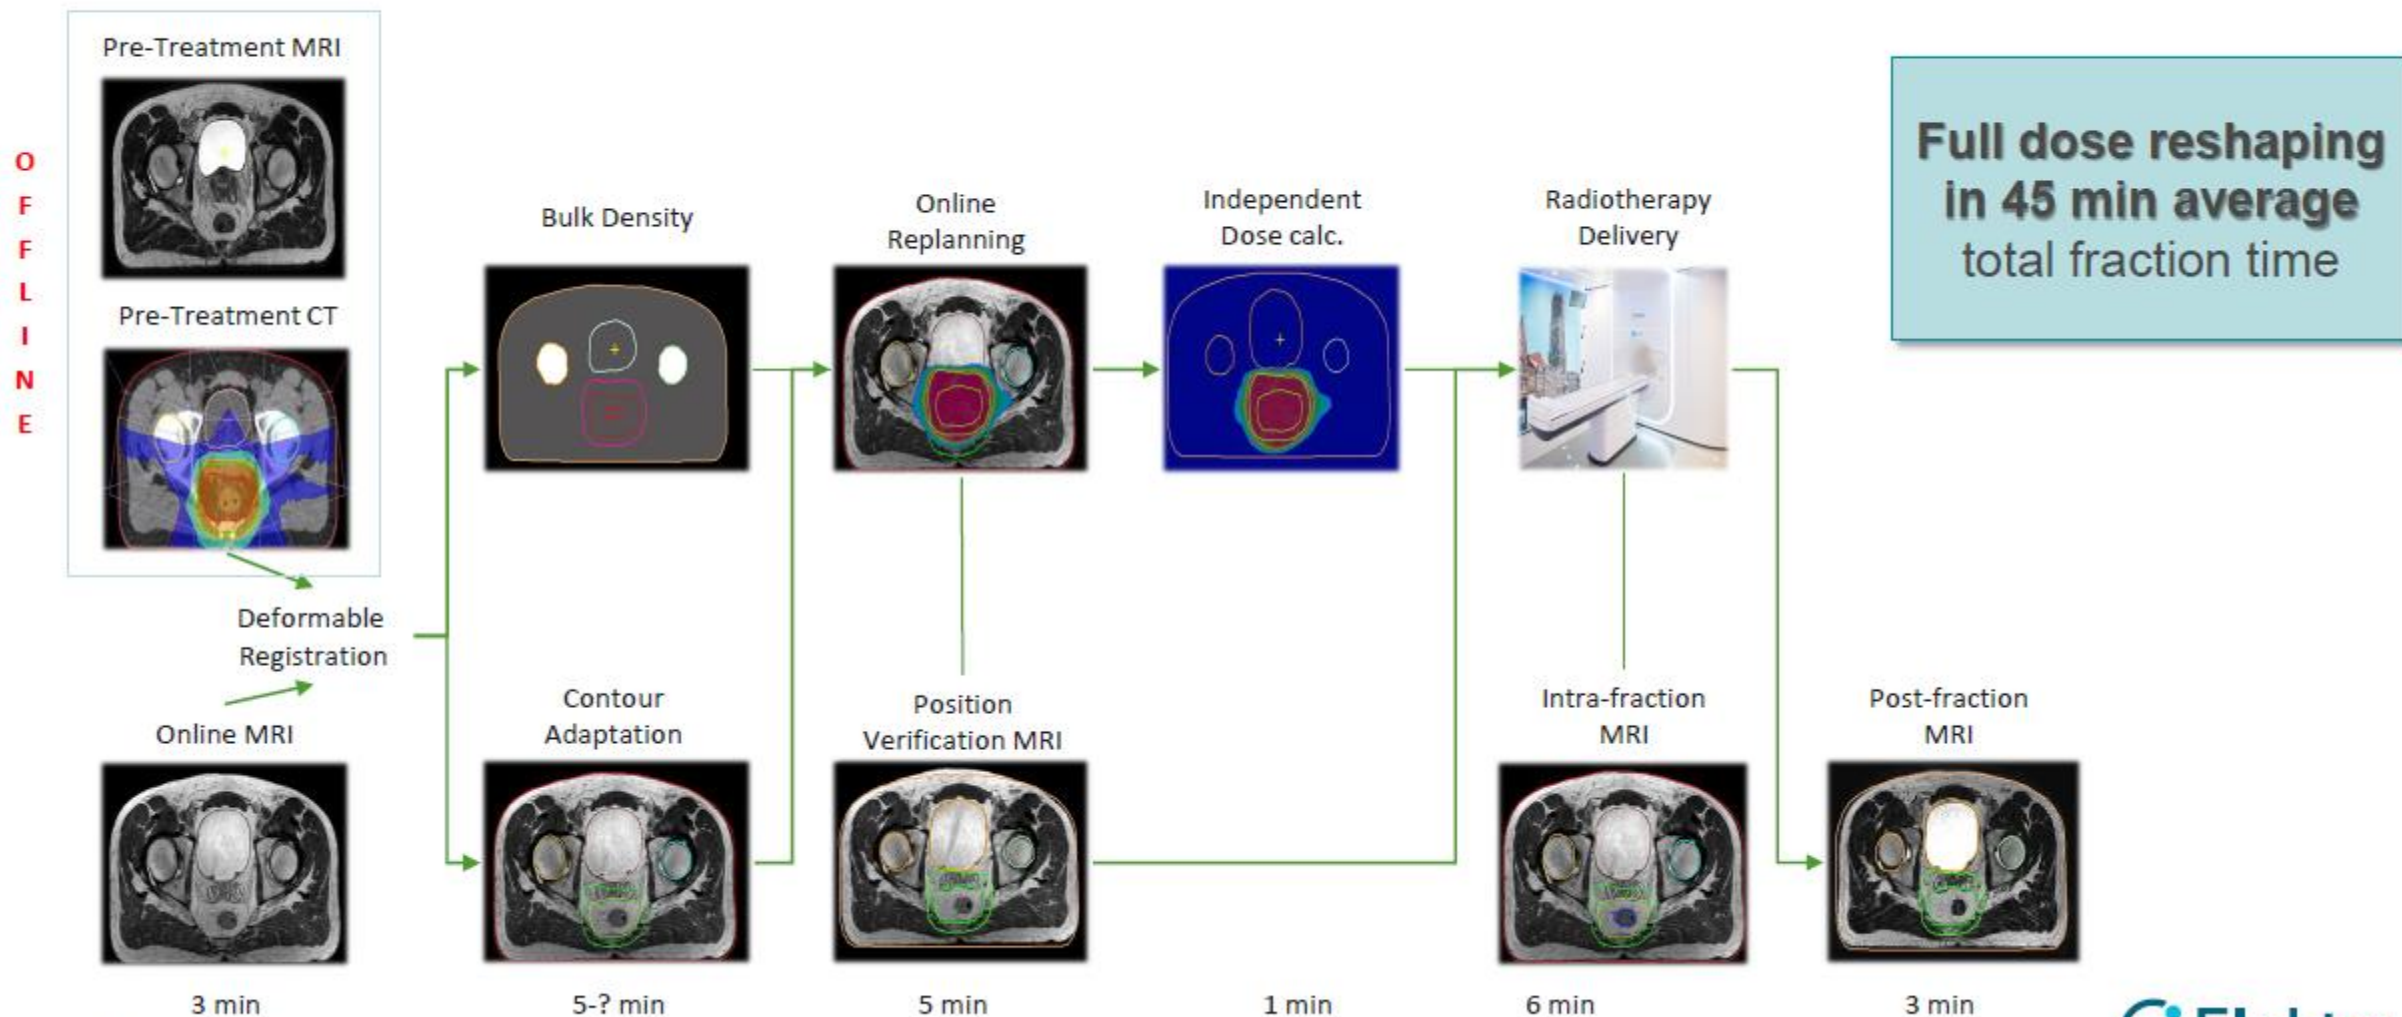 O
F
F
L
I
N
E
Pre-Treatment MRI
Pre-Treatment CT
Deformable
Registration
Online MRI
Bulk Density
Contour
Adaptation
Online
Replanning
Position
Verification MRI
Independent
Dose calc.
Radiotherapy
Delivery
Intra-fraction
MRI
Post-fraction
MRI
Full dose reshaping
in 45 min average
total fraction time
3 min
5-? min
5 min
1 min
6 min
3 min